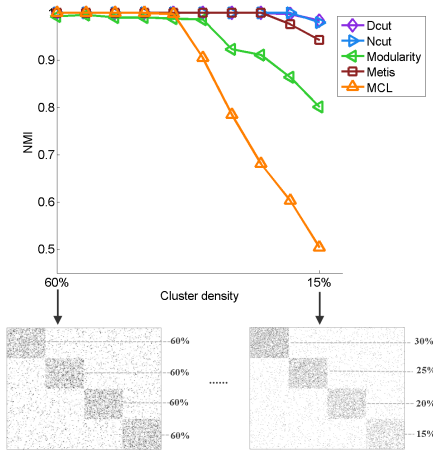 1
0.9
0.8
0.7
0.6
0.5
NMI
60%
15%
Cluster density
Dcut
Ncut
Modularity
Metis
MCL
60%
60%
60%
60%
......
30%
25%
20%
15%